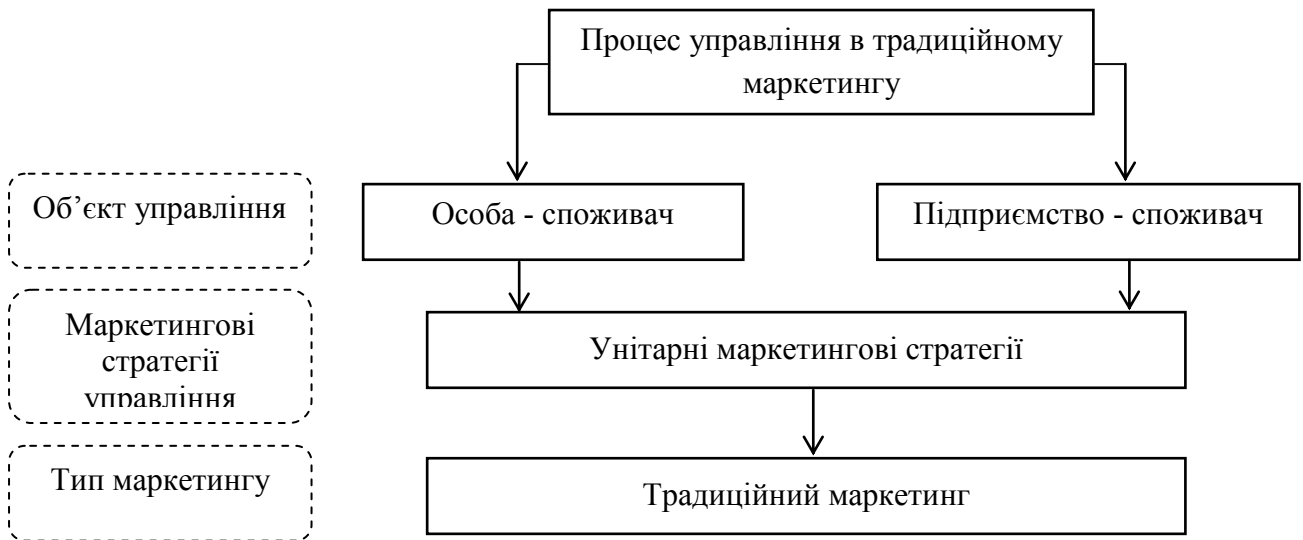 Процес управління в традиційному
маркетингу
Об’єкт управління
Особа - споживач
Підприємство - споживач
Маркетингові
стратегії
управління
Унітарні маркетингові стратегії
Тип маркетингу
Традиційний маркетинг